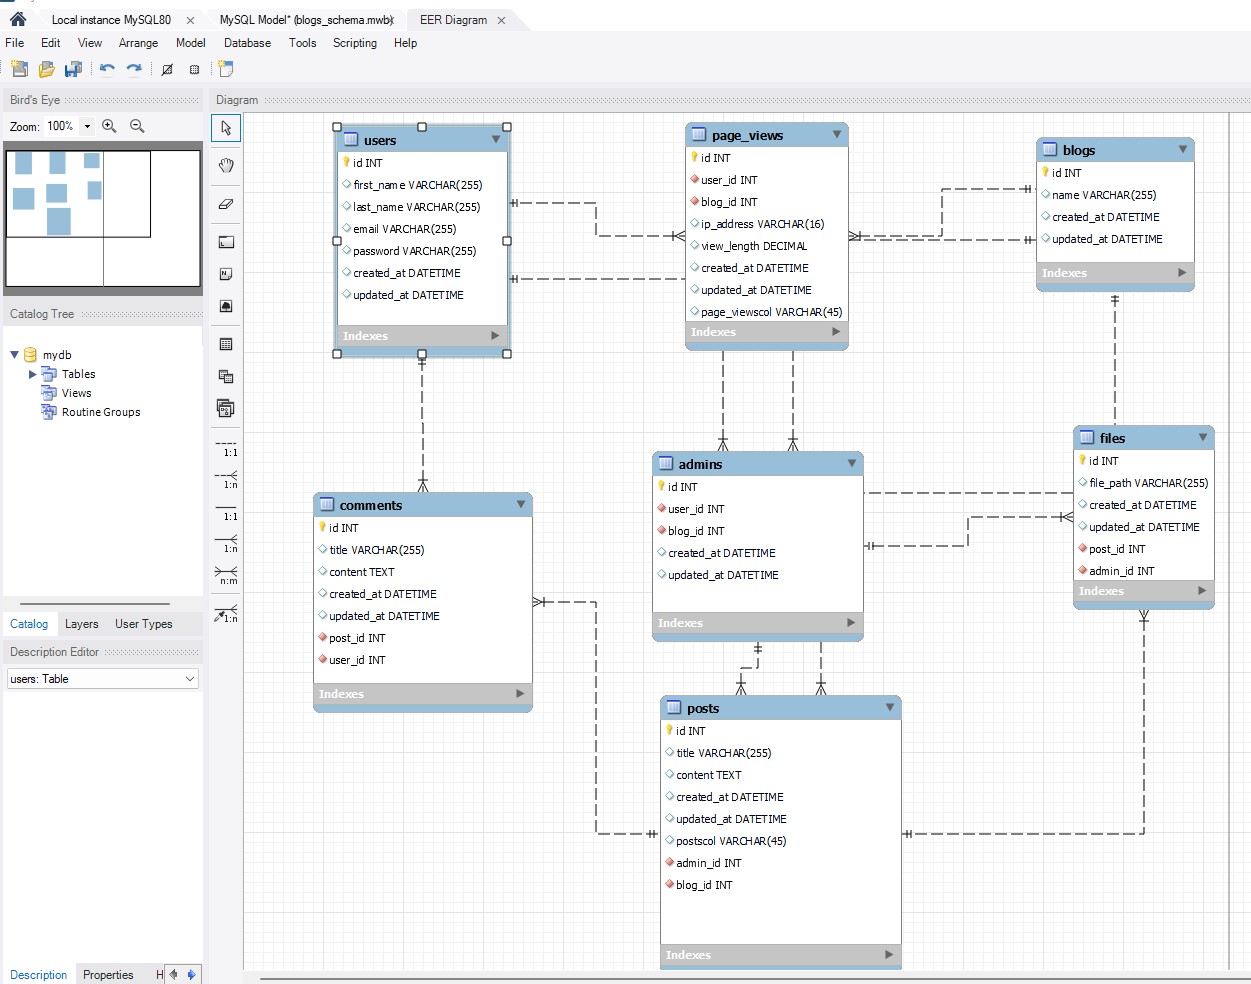 Local instance MySQL80
MySQL Model* (blogs_schema.mwb)
EER Diagram
File Edit View Arrange Model Database Tools Scripting Help
Bird's Eye
Zoom: 100%
Catalog Tree
mydb
Tables
Views
Routine Groups
Catalog Layers User Types
Description Editor
users: Table
Description Properties H
Diagram
1:1
1:n
1:1
1:n
n:m
1:n
users
id INT
first_name VARCHAR(255)
last_name VARCHAR(255)
email VARCHAR(255)
password VARCHAR(255)
created_at DATETIME
updated_at DATETIME
Indexes
page_views
id INT
user_id INT
blog_id INT
ip_address VARCHAR(16)
view_length DECIMAL
created_at DATETIME
updated_at DATETIME
page_viewscol VARCHAR(45)
Indexes
blogs
id INT
name VARCHAR(255)
created_at DATETIME
updated_at DATETIME
Indexes
comments
id INT
title VARCHAR(255)
content TEXT
created_at DATETIME
updated_at DATETIME
post_id INT
user_id INT
Indexes
admins
id INT
user_id INT
blog_id INT
created_at DATETIME
updated_at DATETIME
Indexes
files
id INT
file_path VARCHAR(255)
created_at DATETIME
updated_at DATETIME
post_id INT
admin_id INT
Indexes
posts
id INT
title VARCHAR(255)
content TEXT
created_at DATETIME
updated_at DATETIME
postscol VARCHAR(45)
admin_id INT
blog_id INT
Indexes